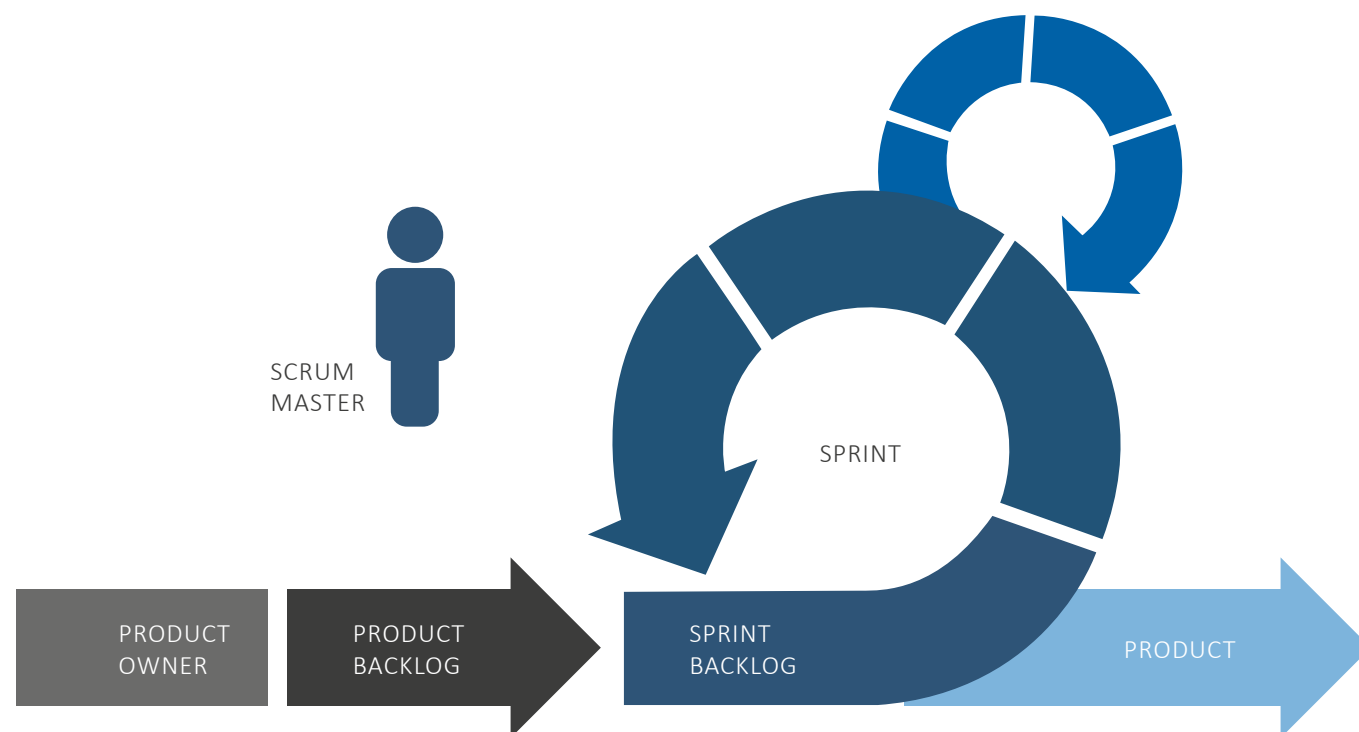 SCRUM
MASTER
SPRINT
PRODUCT
OWNER
PRODUCT
BACKLOG
SPRINT
BACKLOG
PRODUCT